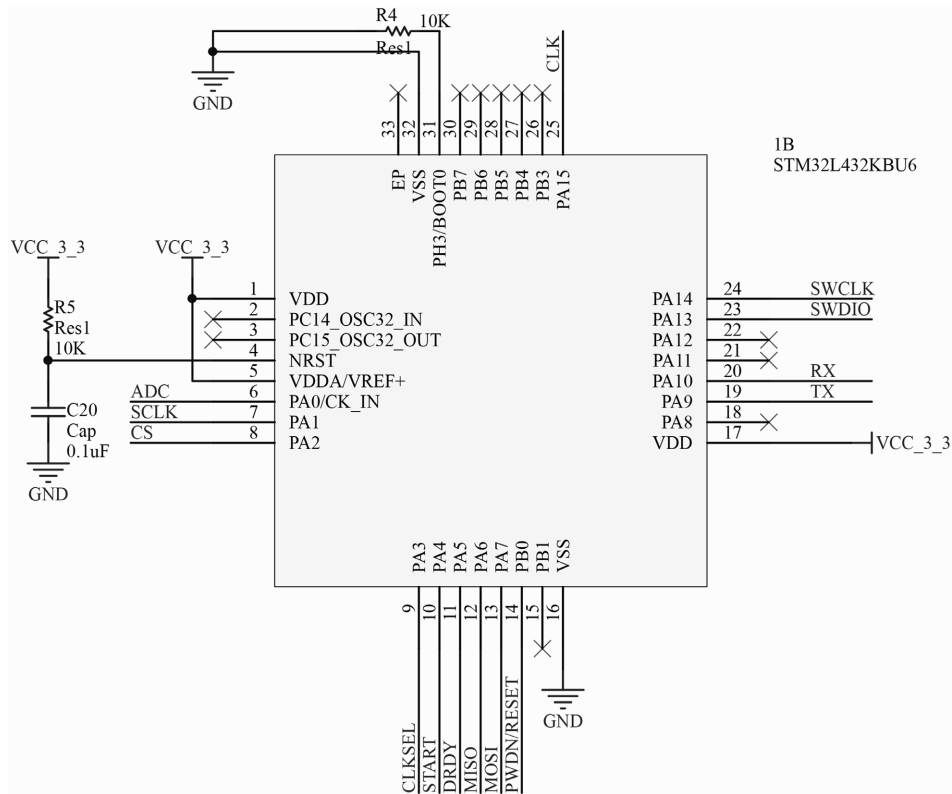 R4
10K
Res1
GND
CLK
33
32
31
30
29
28
27
26
25
EP
VSS
PH3/BOOT0
PB7
PB6
PB5
PB4
PB3
PA15
1B
STM32L432KBU6
VCC_3_3
VCC_3_3
R5
Res1
10K
C20
Cap
0.1uF
GND
1 VDD
2 PC14_OSC32_IN
3 PC15_OSC32_OUT
4 NRST
5 VDDA/VREF+
ADC 6 PA0/CK_IN
SCLK 7 PA1
CS 8 PA2
PA14 24 SWCLK
PA13 23 SWDIO
PA12 22
PA11 21
PA10 20 RX
PA9 19 TX
PA8 18
VDD 17 VCC_3_3
PA3
PA4
PA5
PA6
PA7
PB0
PB1
VSS
9
10
11
12
13
14
15
16
CLKSEL
START
DRDY
MISO
MOSI
PWDN/RESET
GND